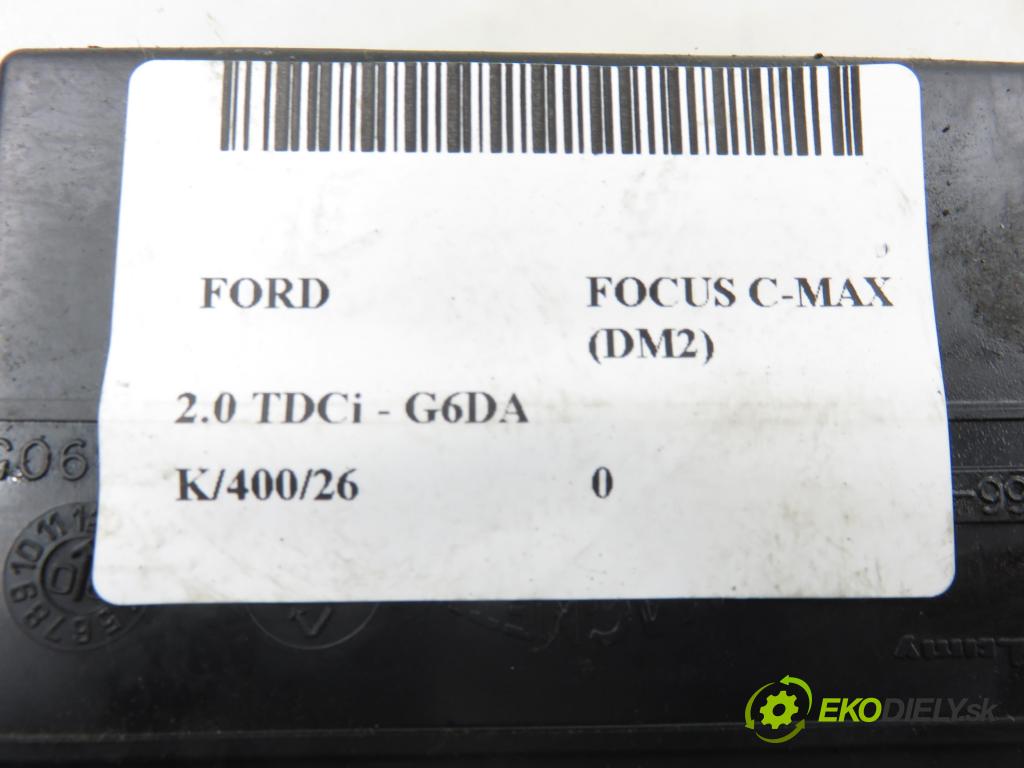 FORD FOCUS C-MAX
(DM2)
2.0 TDCi - G6DA
K/400/26 0
EKODIELY.sk